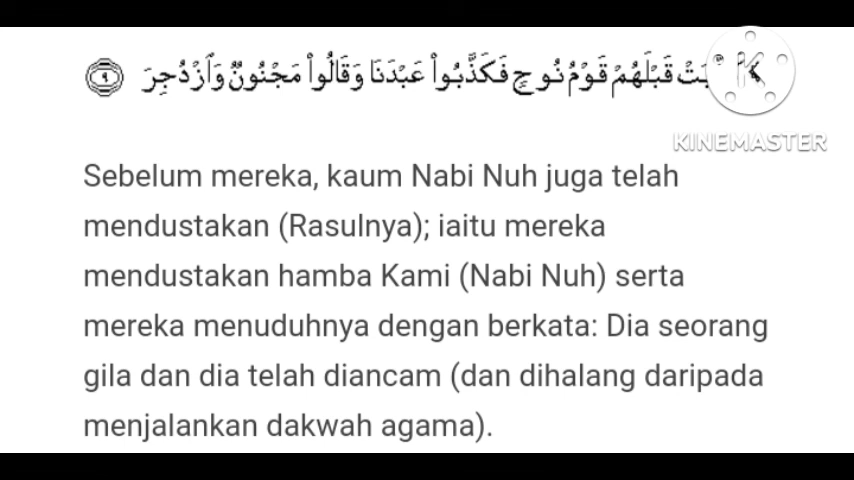 قَبْلَهُمْ قَوْمُ نُوحٍ فَكَذَّبُوا۟ عَبْدَنَا وَقَالُوا۟ مَجْنُونٌ وَٱزْدُجِرَ ٩
KINEMASTER
Sebelum mereka, kaum Nabi Nuh juga telah
mendustakan (Rasulnya); iaitu mereka
mendustakan hamba Kami (Nabi Nuh) serta
mereka menuduhnya dengan berkata: Dia seorang
gila dan dia telah diancam (dan dihalang daripada
menjalankan dakwah agama).